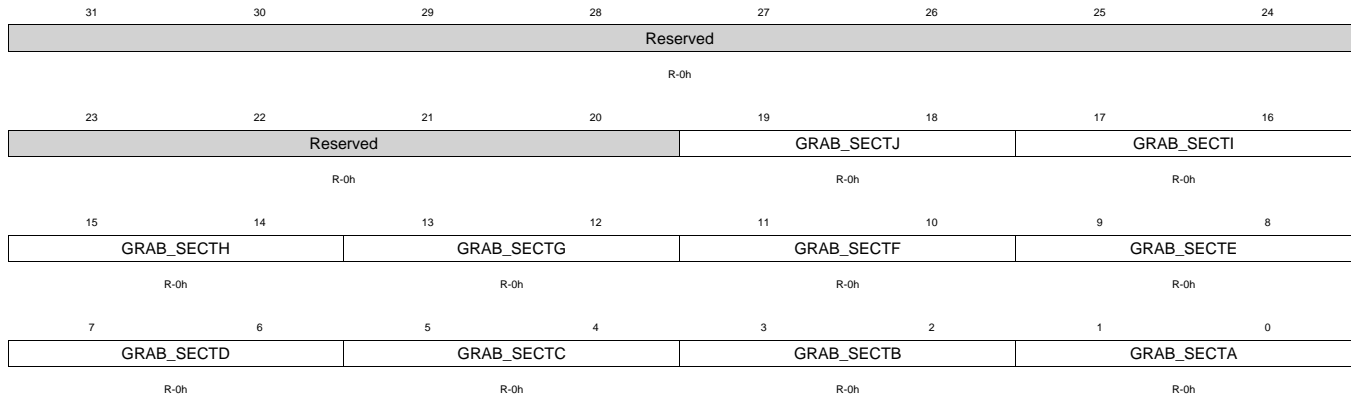 31 30 29 28 27 26 25 24
Reserved
R-0h
23 22 21 20 19 18 17 16
Reserved GRAB_SECTJ GRAB_SECTI
R-0h R-0h R-0h
15 14 13 12 11 10 9 8
GRAB_SECTH GRAB_SECTG GRAB_SECTF GRAB_SECTE
R-0h R-0h R-0h R-0h
7 6 5 4 3 2 1 0
GRAB_SECTD GRAB_SECTC GRAB_SECTB GRAB_SECTA
R-0h R-0h R-0h R-0h